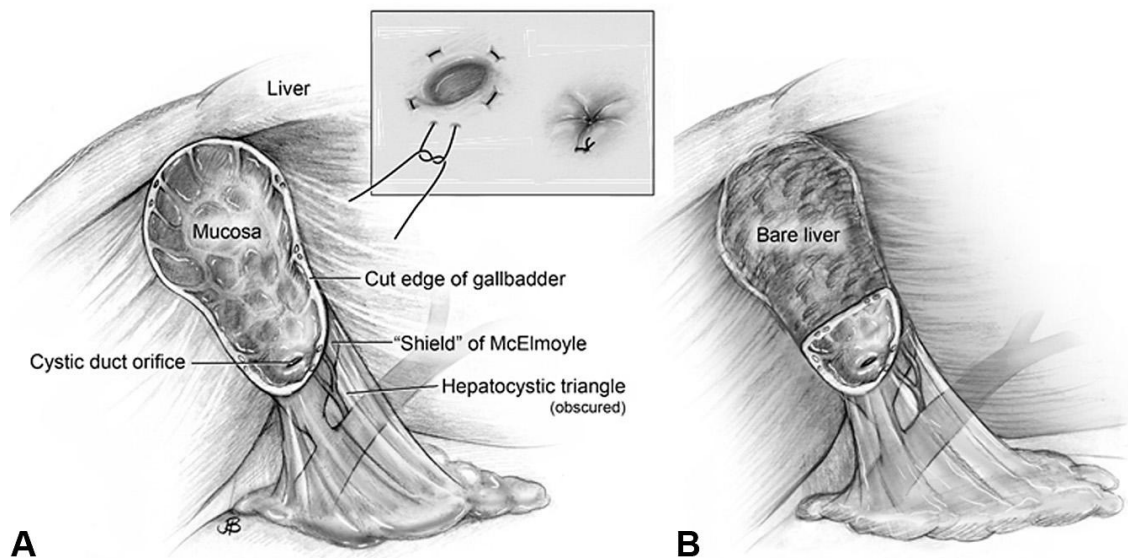 Liver
Mucosa
Cut edge of gallbadder
"Shield" of McElmoyle
Cystic duct orifice
Hepatocystic triangle
(obscured)
A
Bare liver
B